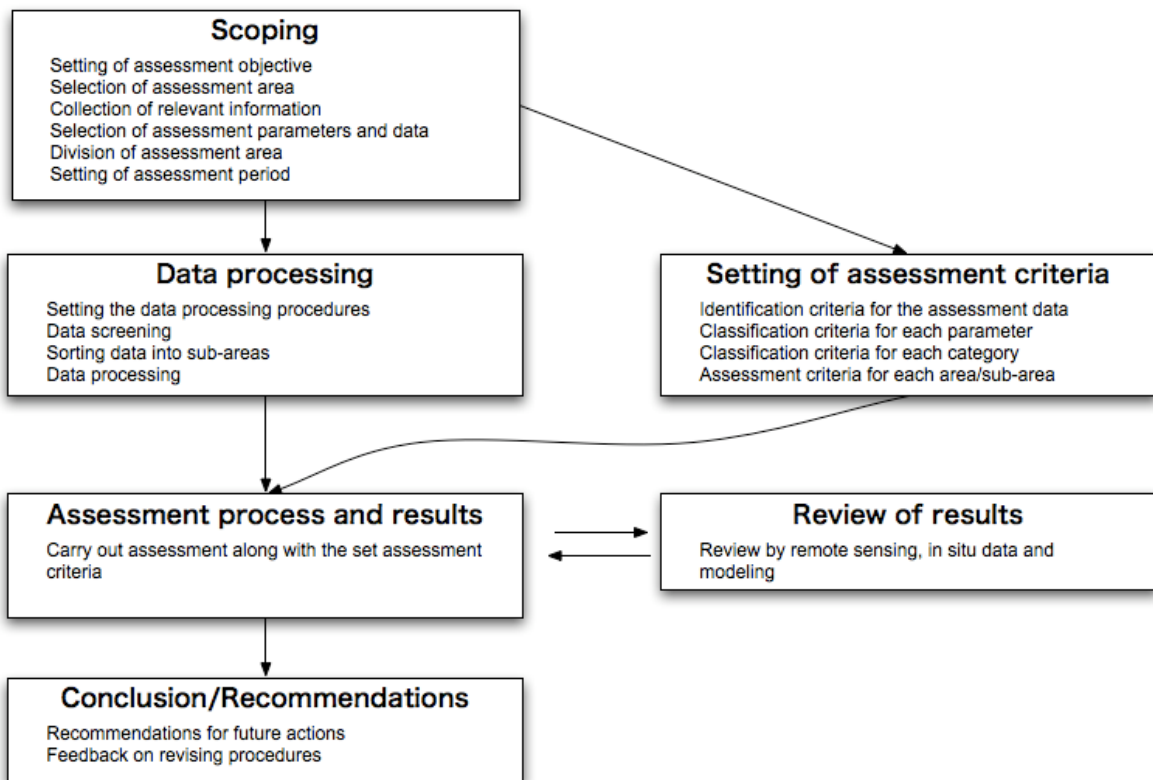 Scoping
Setting of assessment objective
Selection of assessment area
Collection of relevant information
Selection of assessment parameters and data
Division of assessment area
Setting of assessment period
Data processing
Setting the data processing procedures
Data screening
Sorting data into sub-areas
Data processing
Setting of assessment criteria
Identification criteria for the assessment data
Classification criteria for each parameter
Classification criteria for each category
Assessment criteria for each area/sub-area
Assessment process and results
Carry out assessment along with the set assessment
criteria
Review of results
Review by remote sensing, in situ data and
modeling
Conclusion/Recommendations
Recommendations for future actions
Feedback on revising procedures